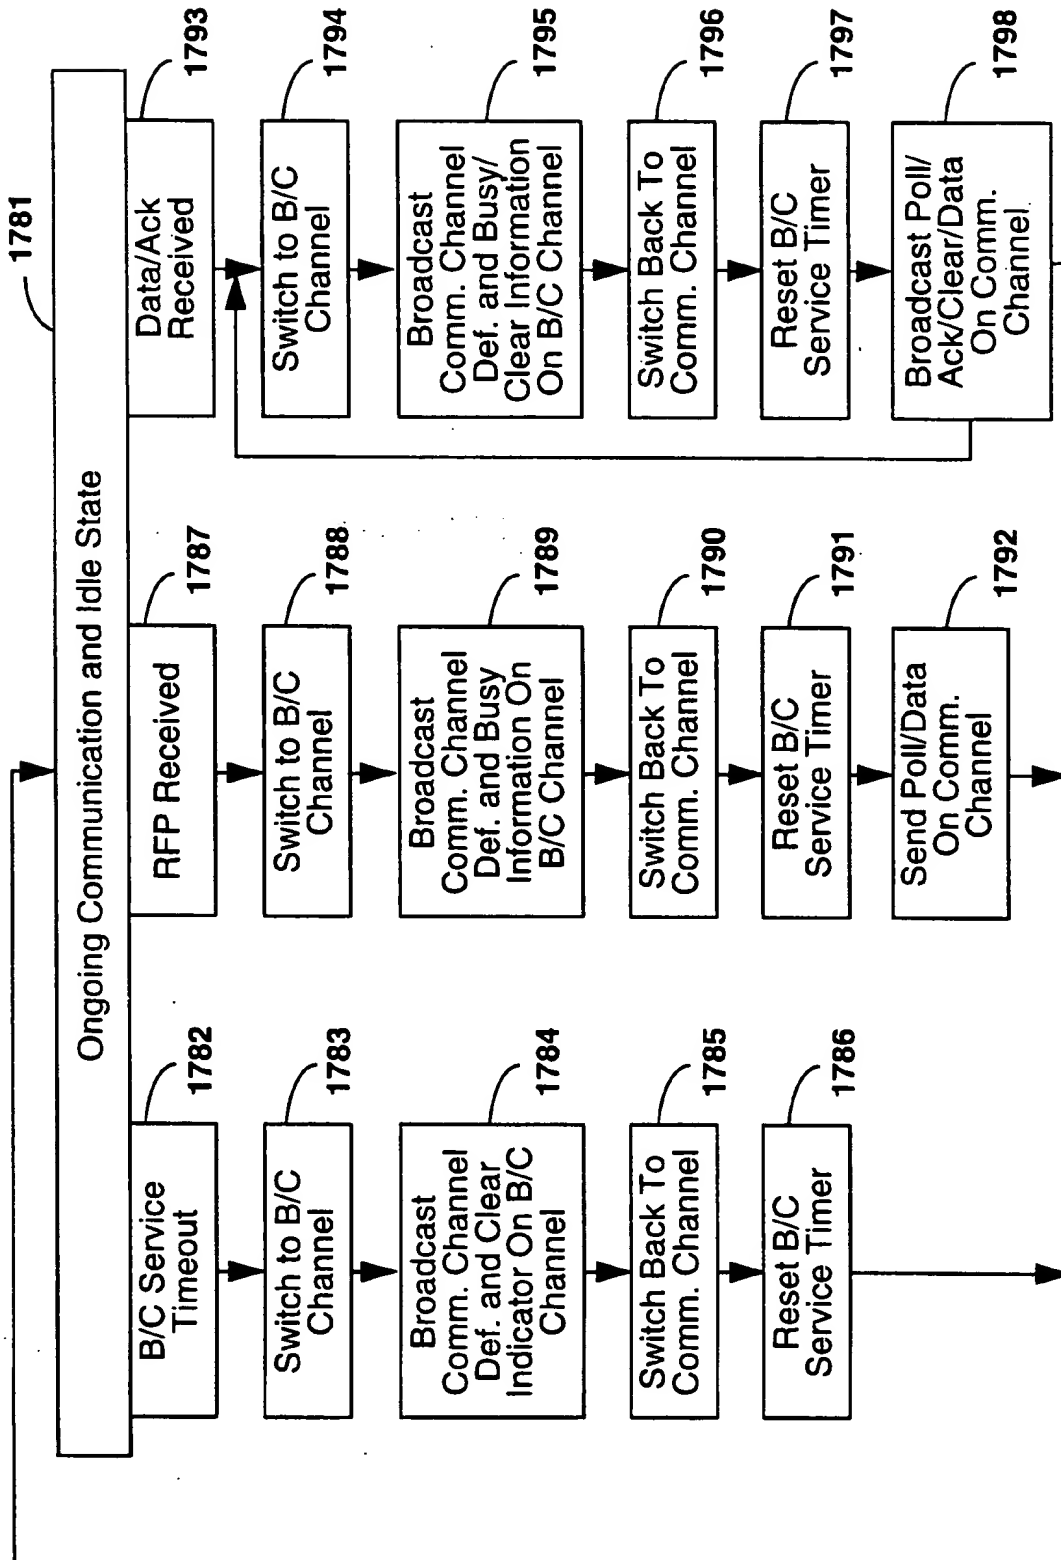 1781
Ongoing Communication and Idle State
B/C Service
Timeout
1782
Switch to B/C
Channel
1783
Broadcast
Comm. Channel
Def. and Clear
Indicator On B/C
Channel
1784
Switch Back To
Comm. Channel
1785
Reset B/C
Service Timer
1786
RFP Received
1787
Switch to B/C
Channel
1788
Broadcast
Comm. Channel
Def. and Busy
Information On
B/C Channel
1789
Switch Back To
Comm. Channel
1790
Reset B/C
Service Timer
1791
Send Poll/Data
On Comm.
Channel
1792
Data/Ack
Received
1793
Switch to B/C
Channel
1794
Broadcast
Comm. Channel
Def. and Busy/
Clear Information
On B/C Channel
1795
Switch Back To
Comm. Channel
1796
Reset B/C
Service Timer
1797
Broadcast Poll/
Ack/Clear/Data
On Comm.
Channel
1798